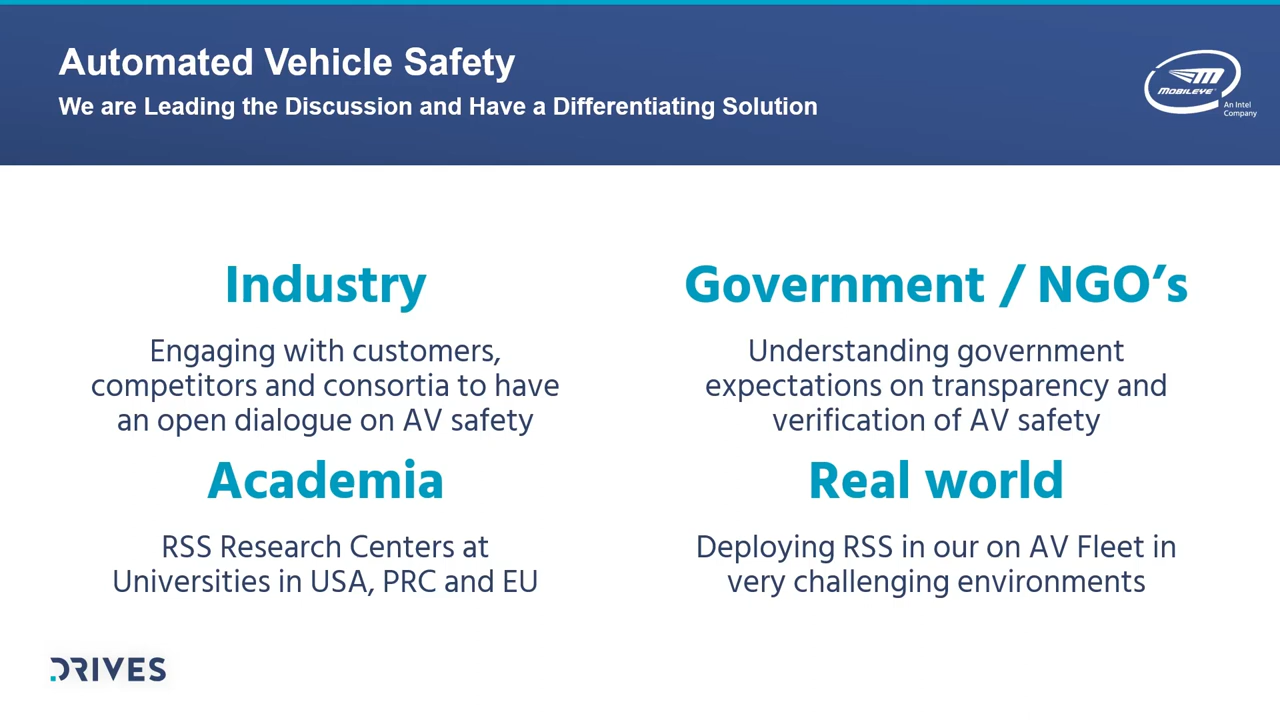 Automated Vehicle Safety
We are Leading the Discussion and Have a Differentiating Solution
MOBILEYE
An Intel
Company
Industry
Engaging with customers,
competitors and consortia to have
an open dialogue on AV safety
Government / NGO’s
Understanding government
expectations on transparency and
verification of AV safety
Academia
RSS Research Centers at
Universities in USA, PRC and EU
Real world
Deploying RSS in our on AV Fleet in
very challenging environments
.DRIVES